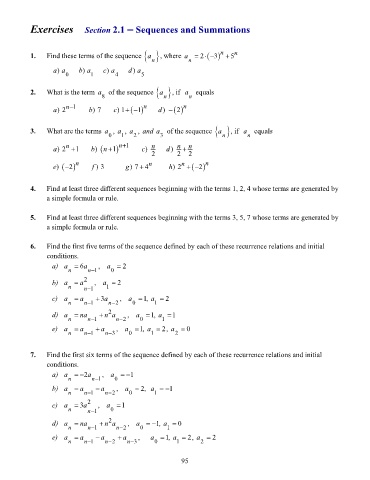 Exercises Section 2.1 – Sequences and Summations
1. Find these terms of the sequence {a_n}, where a_n = 2·(−3)^n + 5^n
a) a_0 b) a_1 c) a_4 d) a_5
2. What is the term a_8 of the sequence {a_n}, if a_n equals
a) 2^{n−1} b) 7 c) 1+(−1)^n d) −(2)^n
3. What are the terms a_0, a_1, a_2, and a_3 of the sequence {a_n}, if a_n equals
a) 2^n + 1 b) (n+1)^{n+1} c) n/2 d) n/2 + n/2
e) (−2)^n f) 3 g) 7 + 4^n h) 2^n + (−2)^n
4. Find at least three different sequences beginning with the terms 1, 2, 4 whose terms are generated by
a simple formula or rule.
5. Find at least three different sequences beginning with the terms 3, 5, 7 whose terms are generated by
a simple formula or rule.
6. Find the first five terms of the sequence defined by each of these recurrence relations and initial
conditions.
a) a_n = 6a_{n−1}, a_0 = 2
b) a_n = a_{n−1}^2, a_1 = 2
c) a_n = a_{n−1} + 3a_{n−2}, a_0 = 1, a_1 = 2
d) a_n = na_{n−1} + n^2 a_{n−2}, a_0 = 1, a_1 = 1
e) a_n = a_{n−1} + a_{n−3}, a_0 = 1, a_1 = 2, a_2 = 0
7. Find the first six terms of the sequence defined by each of these recurrence relations and initial
conditions.
a) a_n = −2a_{n−1}, a_0 = −1
b) a_n = a_{n−1} − a_{n−2}, a_0 = 2, a_1 = −1
c) a_n = 3a_{n−1}^2, a_0 = 1
d) a_n = na_{n−1} + n^2 a_{n−2}, a_0 = −1, a_1 = 0
e) a_n = a_{n−1} − a_{n−2} + a_{n−3}, a_0 = 1, a_1 = 2, a_2 = 2
95